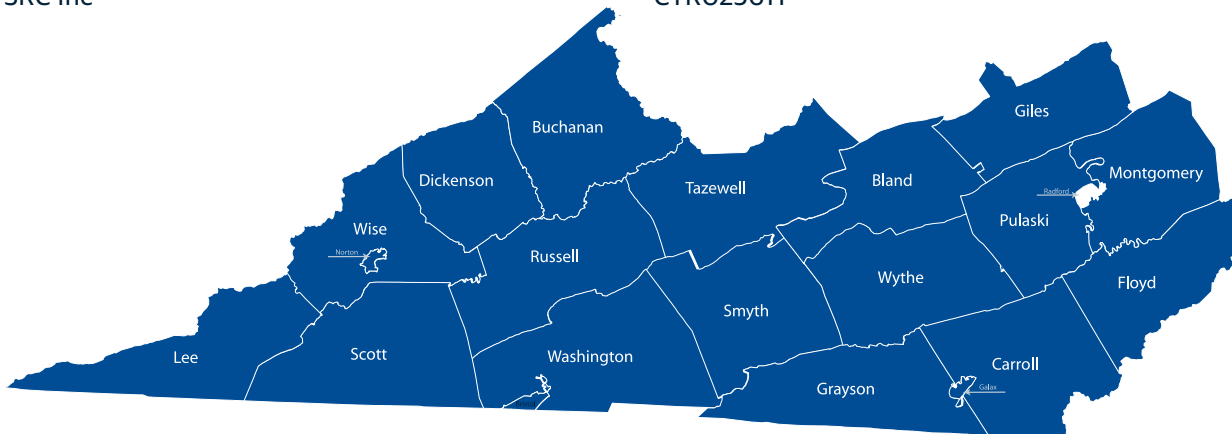 Giles
Buchanan
Montgomery
Dickenson
Bland
Tazewell
Radford
Pulaski
Wise
Norton
Russell
Wythe
Floyd
Smyth
Lee
Scott
Washington
Carroll
Grayson
Galax